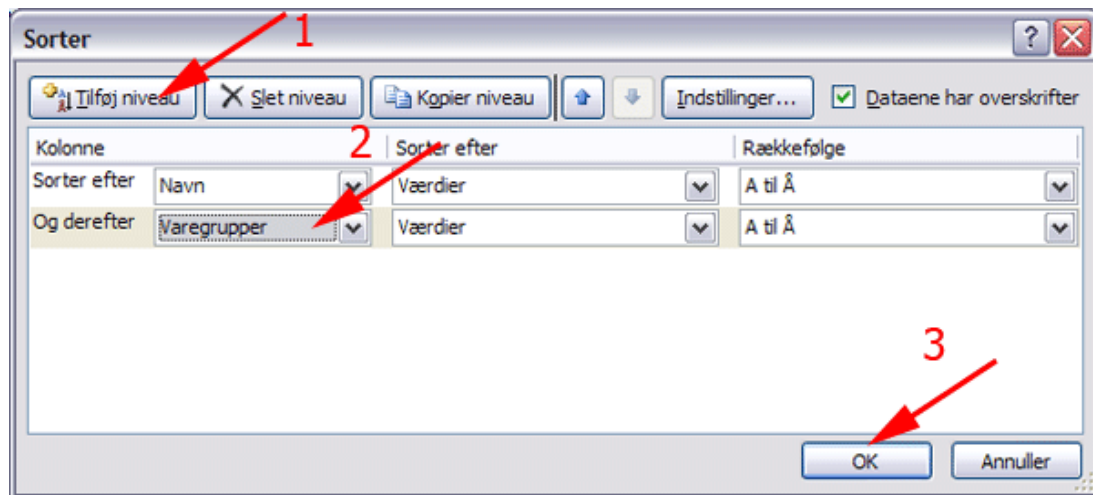 Sorter
1
Tilføj niveau Slet niveau Kopier niveau Indstillinger... Dataene har overskrifter
Kolonne 2 Sorter efter Rækkefølge
Sorter efter Navn Værdier A til Å
Og derefter Varegrupper Værdier A til Å
3
OK Annuller